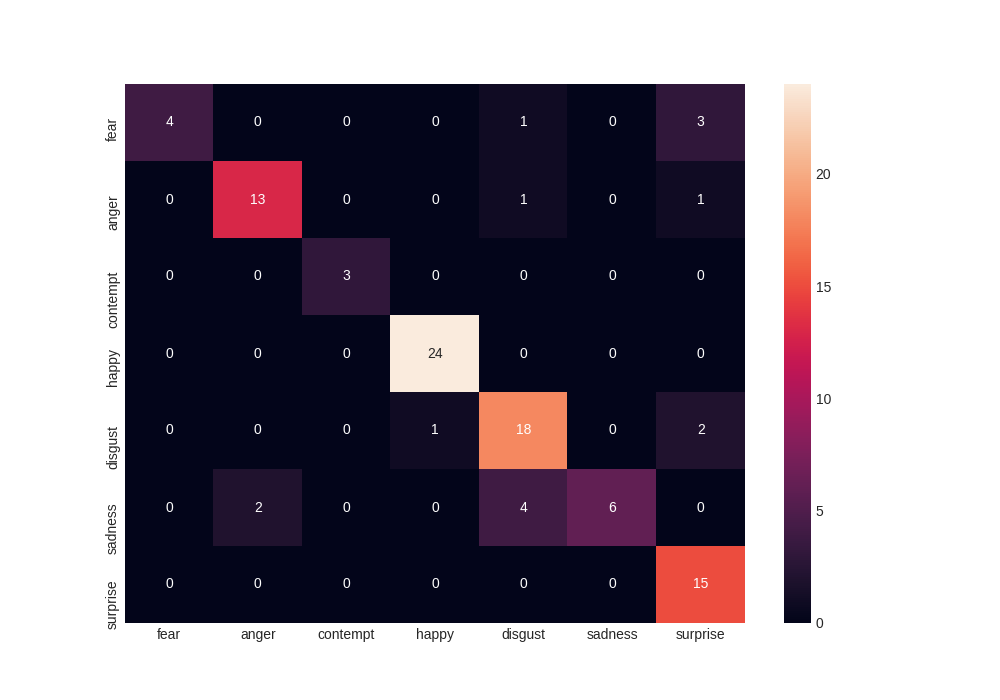 fear 4 0 0 0 1 0 3
anger 0 13 0 0 1 0 1
contempt 0 0 3 0 0 0 0
happy 0 0 0 24 0 0 0
disgust 0 0 0 1 18 0 2
sadness 0 2 0 0 4 6 0
surprise 0 0 0 0 0 0 15
fear anger contempt happy disgust sadness surprise
20
15
10
5
0